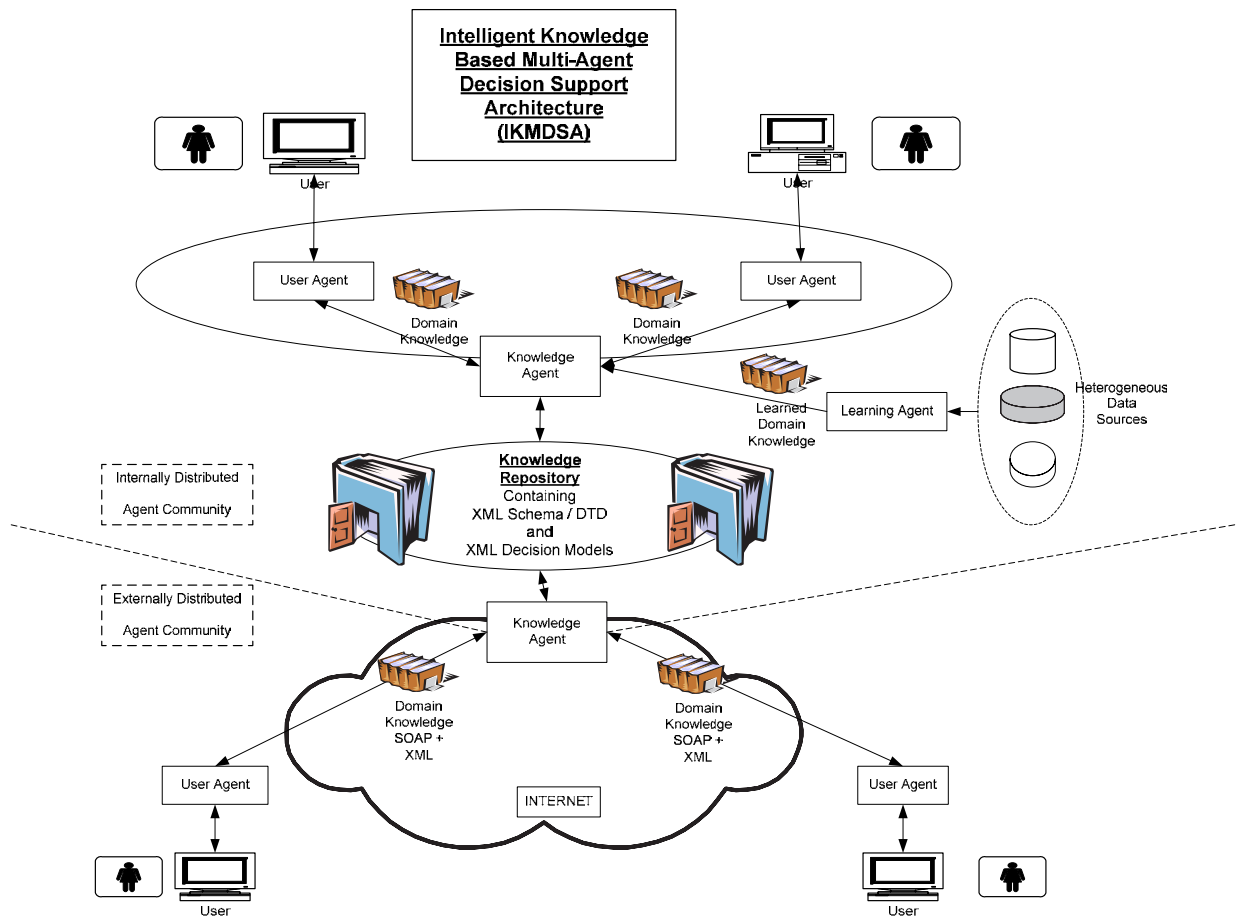 Intelligent Knowledge
Based Multi-Agent
Decision Support
Architecture
(IKMDSA)
User
User
User Agent
User Agent
Domain
Knowledge
Domain
Knowledge
Knowledge
Agent
Learned
Domain
Knowledge
Learning Agent
Heterogeneous
Data
Sources
Internally Distributed
Agent Community
Knowledge
Repository
Containing
XML Schema / DTD
and
XML Decision Models
Externally Distributed
Agent Community
Knowledge
Agent
Domain
Knowledge
SOAP +
XML
Domain
Knowledge
SOAP +
XML
User Agent
User Agent
INTERNET
User
User